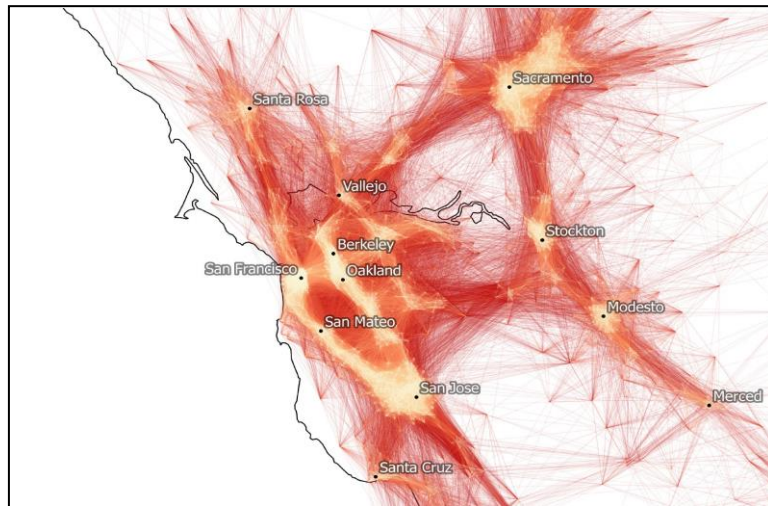 Sacramento
Santa Rosa
Vallejo
Stockton
Berkeley
San Francisco
Oakland
Modesto
San Mateo
San Jose
Merced
Santa Cruz